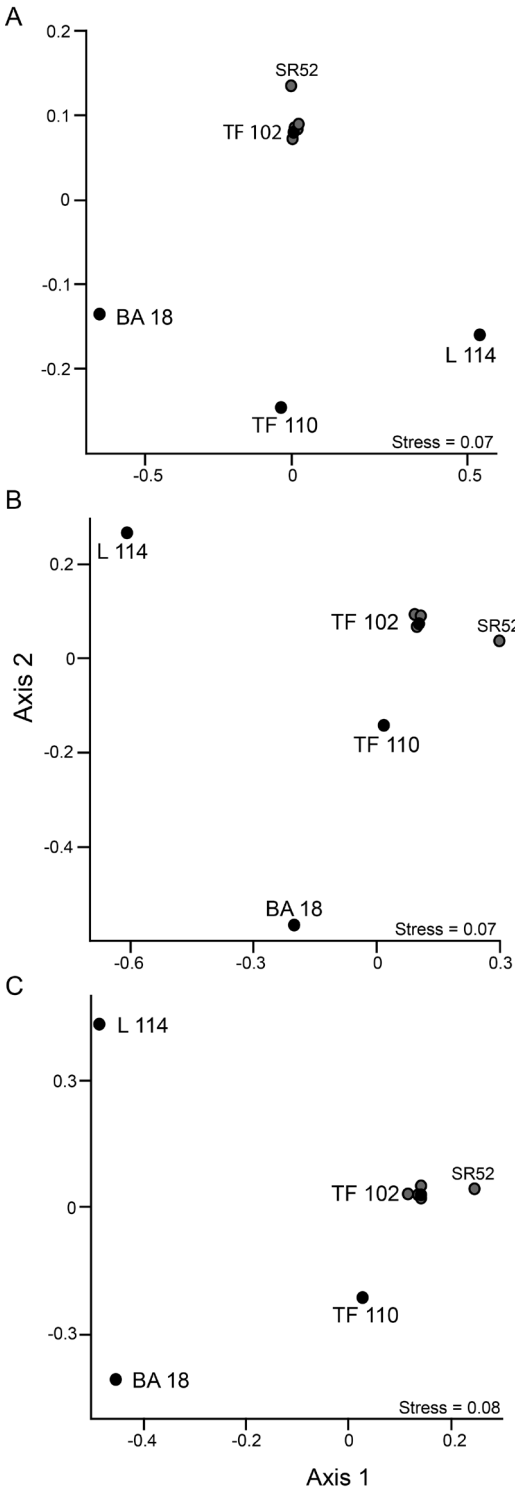 A
0.2
SR52
0.1
TF 102
0
-0.1
BA 18
L 114
-0.2
TF 110
Stress = 0.07
-0.5 0 0.5
B
L 114
0.2
TF 102
SR52
0
Axis 2
TF 110
-0.2
-0.4
BA 18
Stress = 0.07
-0.6 -0.3 0 0.3
C
L 114
0.3
SR52
TF 102
0
TF 110
-0.3
BA 18
Stress = 0.08
-0.4 -0.2 0 0.2
Axis 1